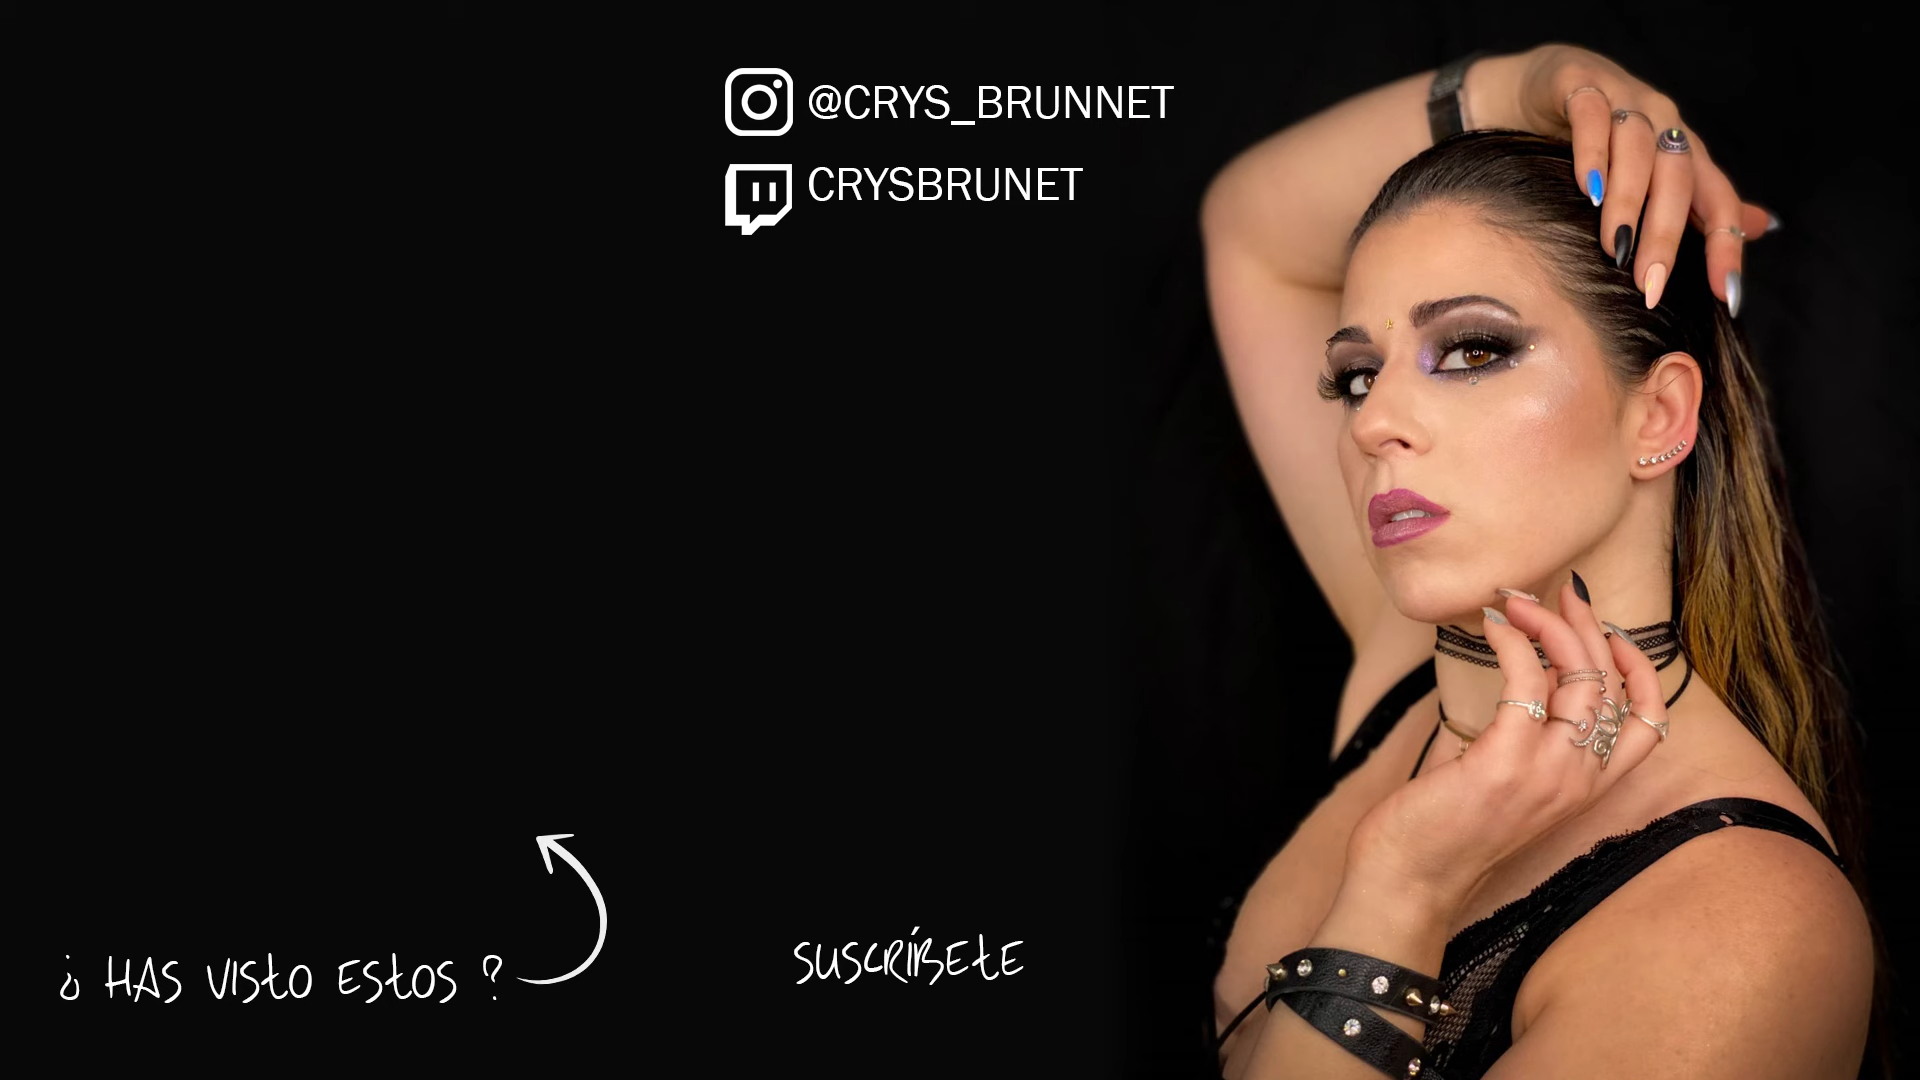 @CRYS_BRUNNET
CRYSBRUNET
¿ HAS VISTO ESTOS ?
SUSCRÍBETE